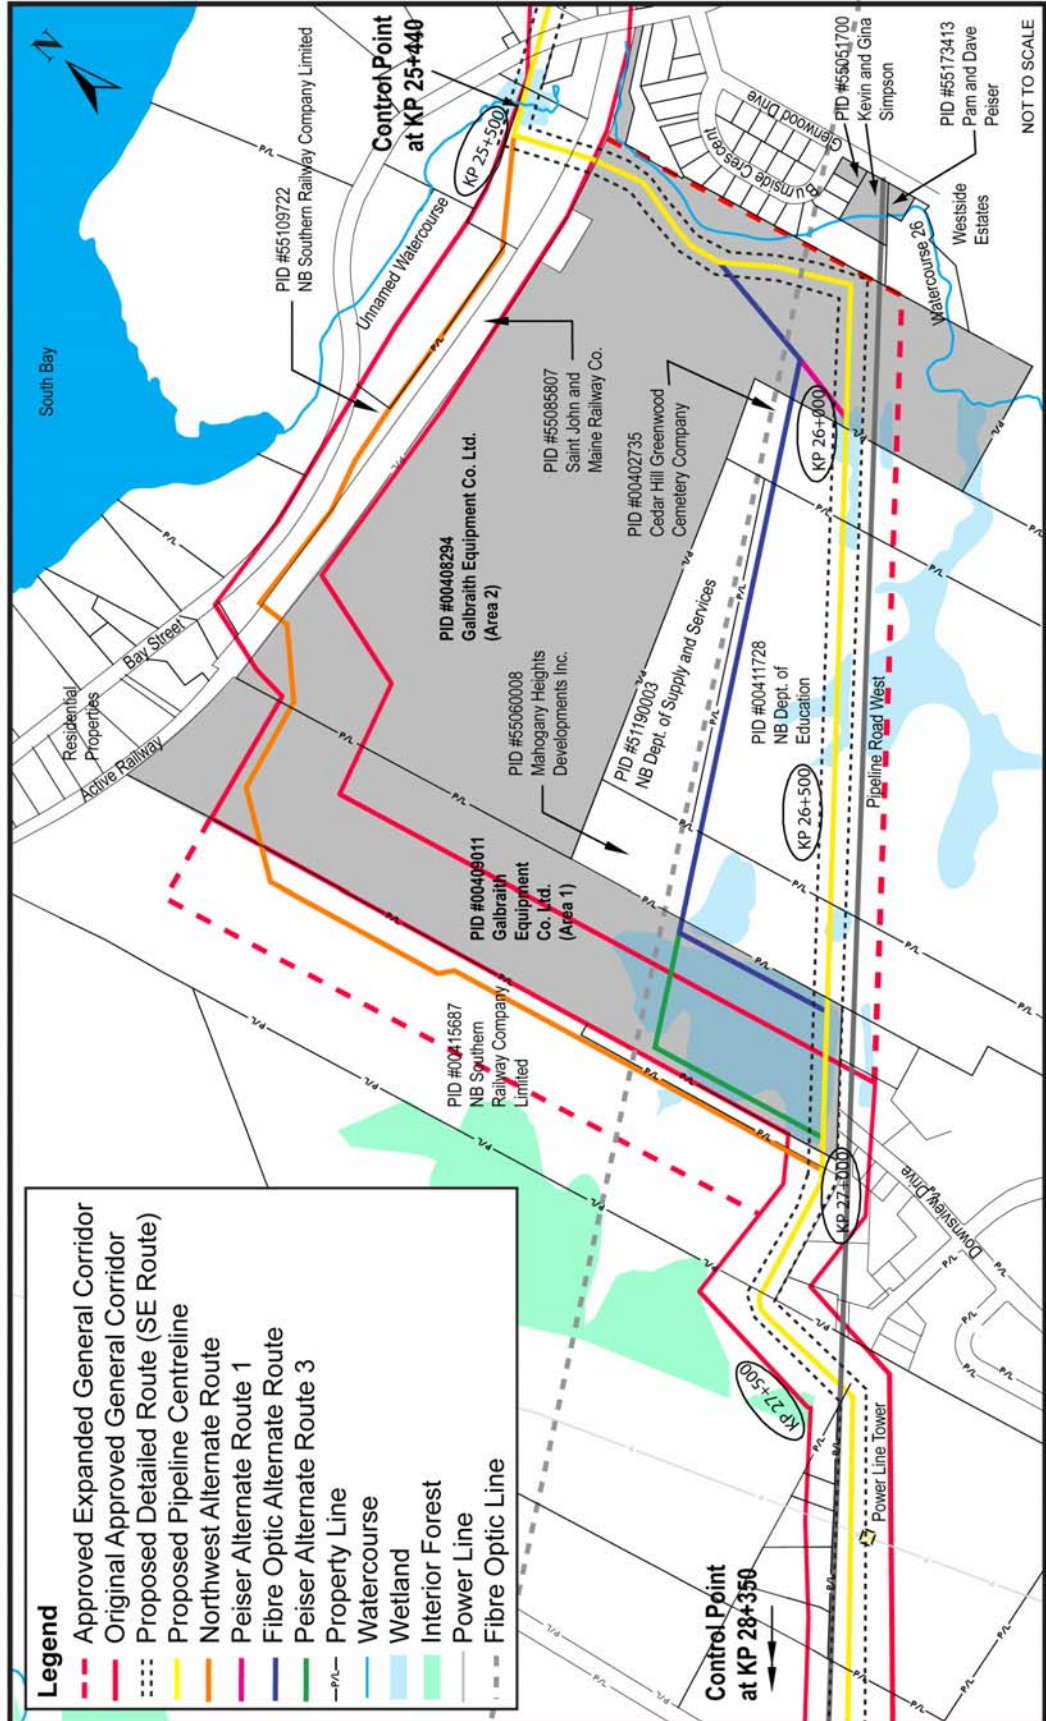 Legend
Approved Expanded General Corridor
Original Approved General Corridor
Proposed Detailed Route (SE Route)
Proposed Pipeline Centreline
Northwest Alternate Route
Peiser Alternate Route 1
Fibre Optic Alternate Route
Peiser Alternate Route 3
P/L Property Line
Watercourse
Wetland
Interior Forest
Power Line
Fibre Optic Line
N
South Bay
Residential
Properties
Bay Street
Active Railway
PID #55109722
NB Southern Railway Company Limited
Unnamed Watercourse
Control Point
at KP 25+440
KP 25+500
PID #00408294
Galbraith Equipment Co. Ltd.
(Area 2)
PID #55085807
Saint John and
Maine Railway Co.
PID #00402735
Cedar Hill Greenwood
Cemetery Company
PID #55060008
Mahogany Heights
Developments Inc.
PID #51190003
NB Dept. of Supply and Services
PID #00409011
Galbraith
Equipment
Co. Ltd.
(Area 1)
PID #00415687
NB Southern
Railway Company
Limited
PID #00411728
NB Dept. of
Education
KP 26+000
KP 26+500
KP 27+000
KP 27+500
Pipeline Road West
Downsview Drive
Burnside Crescent
Glenwood Drive
PID #55051700
Kevin and Gina
Simpson
PID #55173413
Pam and Dave
Peiser
Westside
Estates
Watercourse 26
Power Line Tower
Control Point
at KP 28+350
NOT TO SCALE